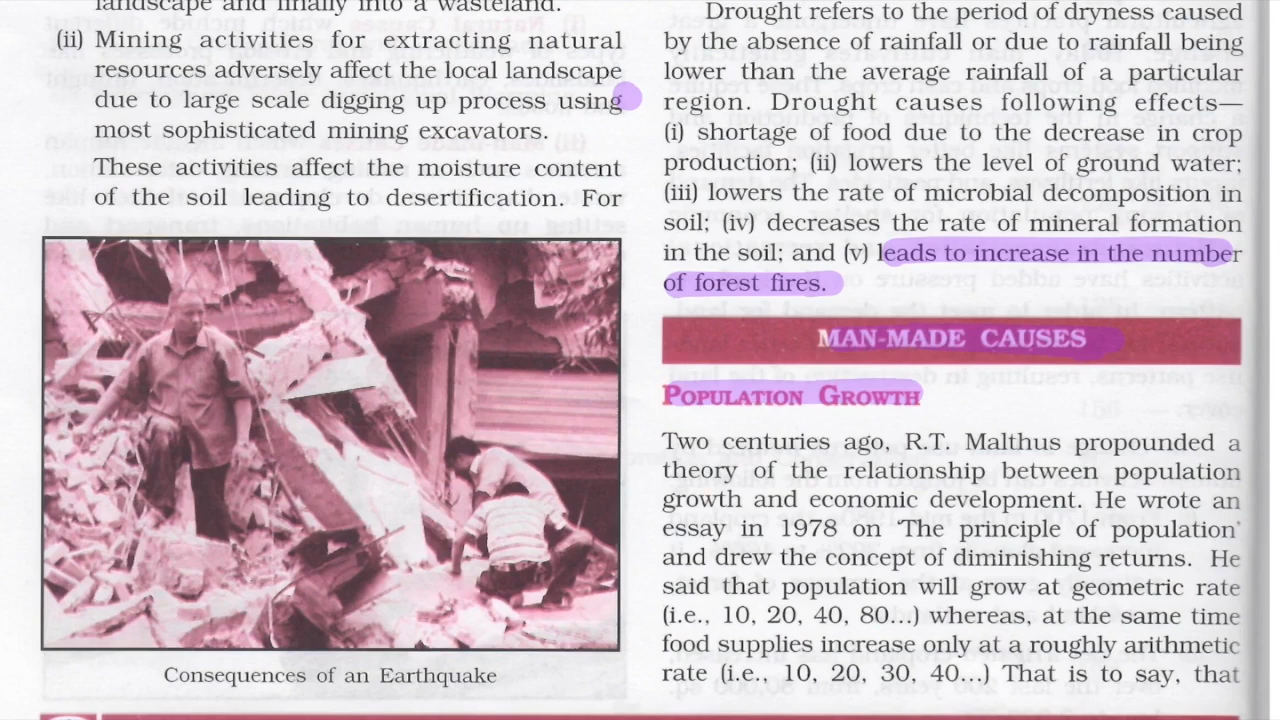 landscape and finally into a wasteland.
(ii) Mining activities for extracting natural
resources adversely affect the local landscape
due to large scale digging up process using
most sophisticated mining excavators.
These activities affect the moisture content
of the soil leading to desertification. For
Consequences of an Earthquake
Drought refers to the period of dryness caused
by the absence of rainfall or due to rainfall being
lower than the average rainfall of a particular
region. Drought causes following effects—
(i) shortage of food due to the decrease in crop
production; (ii) lowers the level of ground water;
(iii) lowers the rate of microbial decomposition in
soil; (iv) decreases the rate of mineral formation
in the soil; and (v) leads to increase in the number
of forest fires.
MAN-MADE CAUSES
POPULATION GROWTH
Two centuries ago, R.T. Malthus propounded a
theory of the relationship between population
growth and economic development. He wrote an
essay in 1978 on 'The principle of population'
and drew the concept of diminishing returns. He
said that population will grow at geometric rate
(i.e., 10, 20, 40, 80...) whereas, at the same time
food supplies increase only at a roughly arithmetic
rate (i.e., 10, 20, 30, 40...) That is to say, that